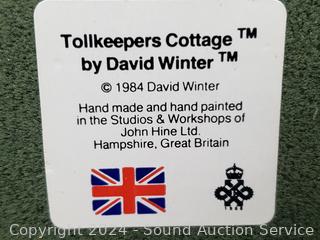 Tollkeepers Cottage ™
by David Winter ™
© 1984 David Winter
Hand made and hand painted
in the Studios & Workshops of
John Hine Ltd.
Hampshire, Great Britain
Copyright 2024 - Sound Auction Service